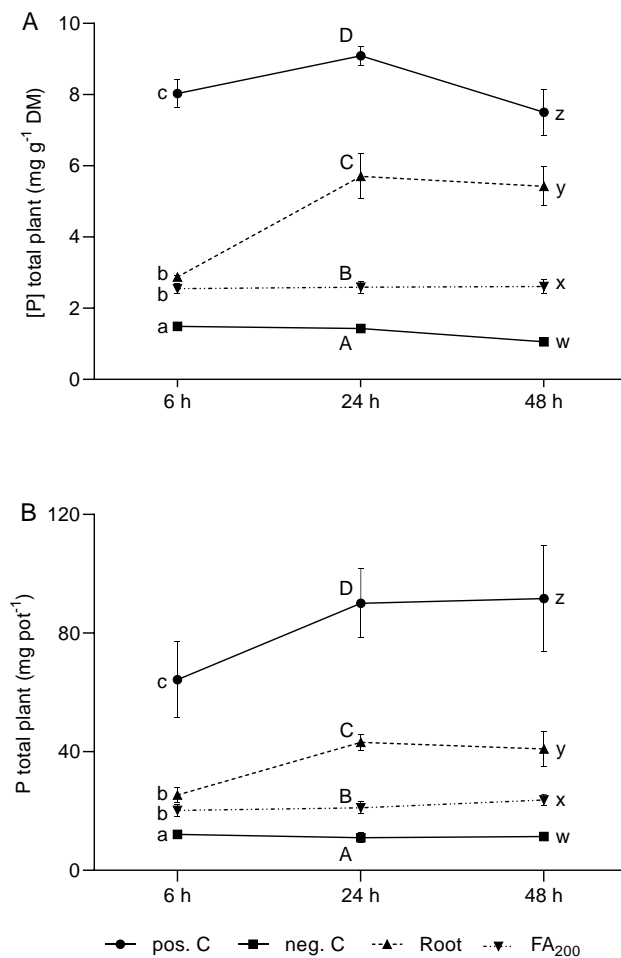 A
[P] total plant (mg g⁻¹ DM)
10
8
6
4
2
0
c
D
z
b
C
y
b
B
x
a
A
w
6 h
24 h
48 h
B
P total plant (mg pot⁻¹)
120
80
40
0
c
D
z
b
C
y
b
B
x
a
A
w
6 h
24 h
48 h
pos. C neg. C Root FA₂₀₀